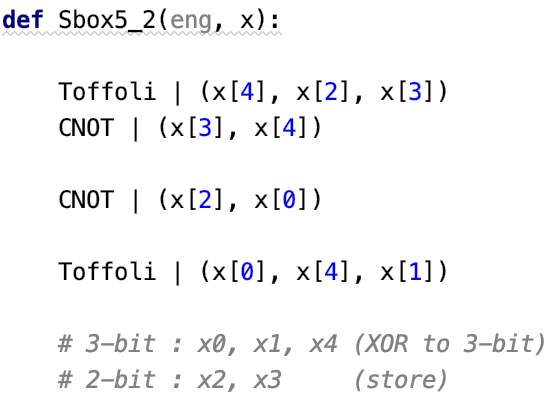 def Sbox5_2(eng, x):
Toffoli | (x[4], x[2], x[3])
CNOT | (x[3], x[4])
CNOT | (x[2], x[0])
Toffoli | (x[0], x[4], x[1])
# 3-bit : x0, x1, x4 (XOR to 3-bit)
# 2-bit : x2, x3     (store)